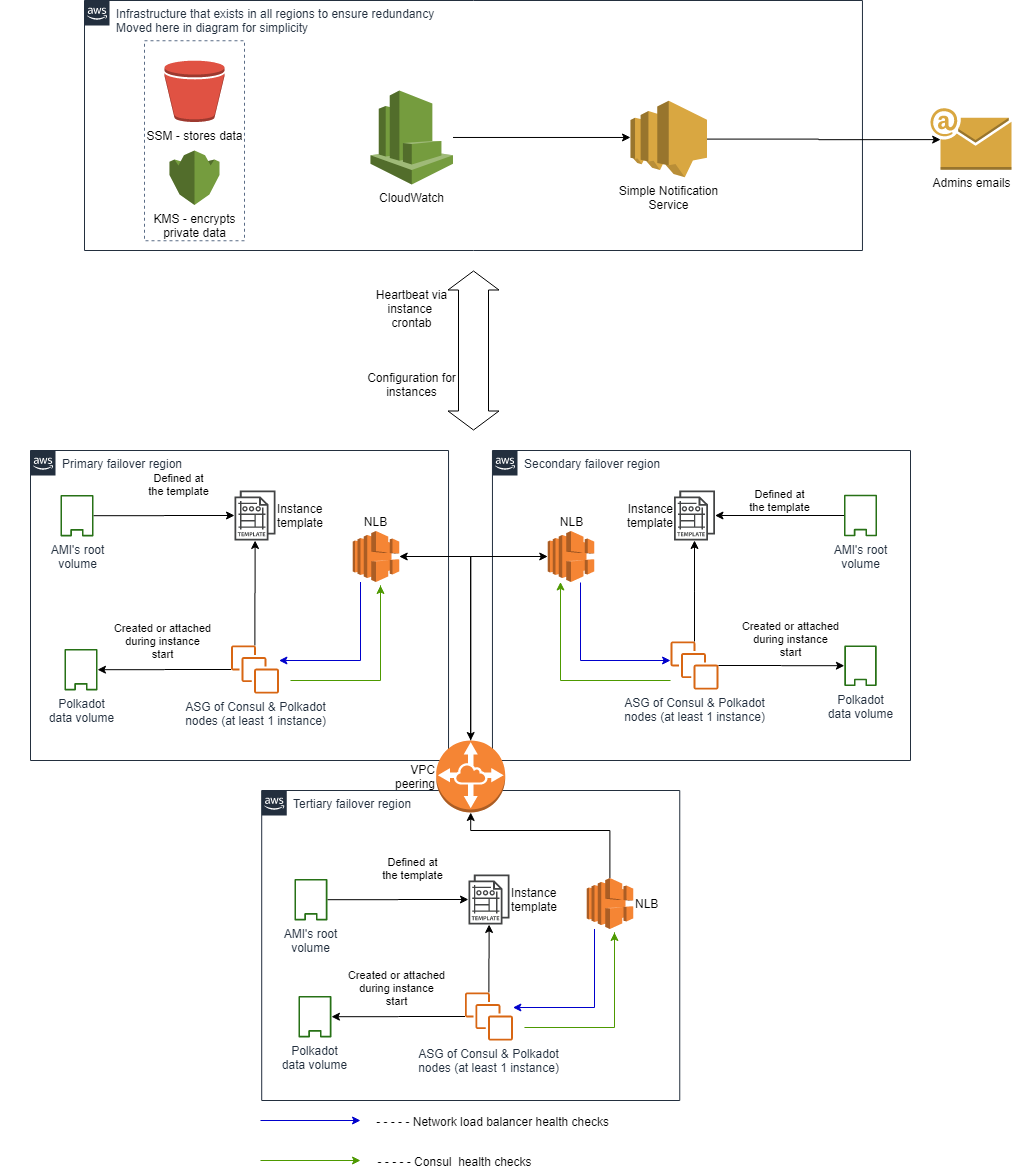 aws
Infrastructure that exists in all regions to ensure redundancy
Moved here in diagram for simplicity
SSM - stores data
KMS - encrypts
private data
CloudWatch
Simple Notification
Service
@
Admins emails
Heartbeat via
instance
crontab
Configuration for
instances
aws
Primary failover region
Defined at
the template
AMI's root
volume
TEMPLATE
Instance
template
NLB
Created or attached
during instance
start
Polkadot
data volume
ASG of Consul & Polkadot
nodes (at least 1 instance)
aws
Secondary failover region
NLB
Instance
template
TEMPLATE
Defined at
the template
AMI's root
volume
Created or attached
during instance
start
ASG of Consul & Polkadot
nodes (at least 1 instance)
Polkadot
data volume
VPC
peering
aws
Tertiary failover region
Defined at
the template
AMI's root
volume
TEMPLATE
Instance
template
NLB
Created or attached
during instance
start
Polkadot
data volume
ASG of Consul & Polkadot
nodes (at least 1 instance)
- - - - - Network load balancer health checks
- - - - - Consul  health checks